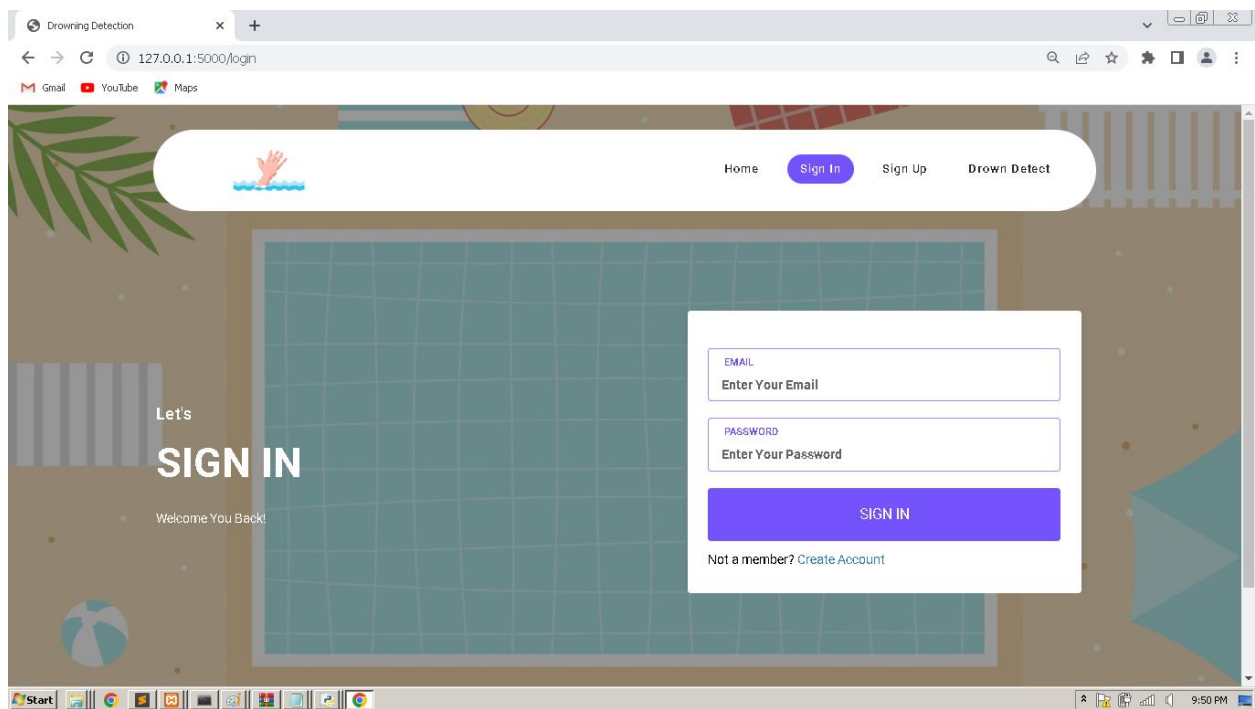 Drowning Detection
127.0.0.1:5000/login
Gmail YouTube Maps
Home Sign In Sign Up Drown Detect
Let's
SIGN IN
Welcome You Back!
EMAIL
Enter Your Email
PASSWORD
Enter Your Password
SIGN IN
Not a member? Create Account
Start
9:50 PM